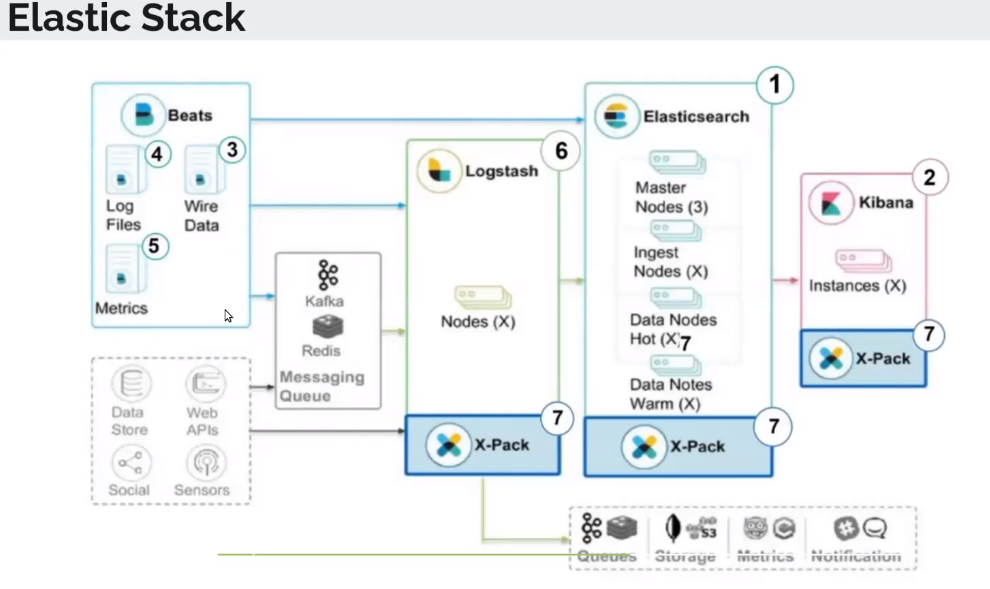 Elastic Stack
1
Beats
Elasticsearch
4
3
6
Logstash
2
Log
Files
Wire
Data
Master
Nodes (3)
Kibana
5
Ingest
Nodes (X)
Metrics
Kafka
Instances (X)
Nodes (X)
Data Nodes
Hot (X)
7
Redis
7
X-Pack
Messaging
Queue
Data Notes
Warm (X)
Data
Store
Web
APIs
7
X-Pack
7
X-Pack
Social
Sensors
S3
Queues
Storage
Metrics
Notification